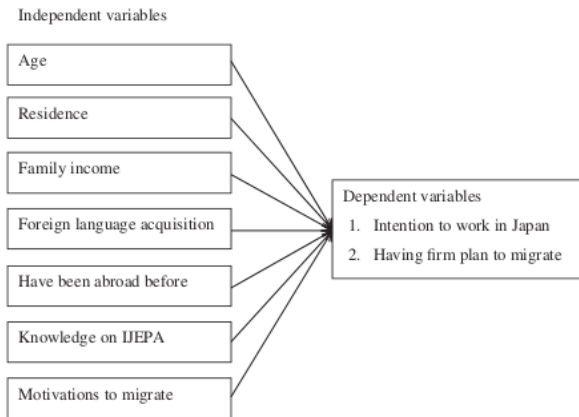 Independent variables
Age
Residence
Family income
Foreign language acquisition
Have been abroad before
Knowledge on IJEPA
Motivations to migrate
Dependent variables
1. Intention to work in Japan
2. Having firm plan to migrate